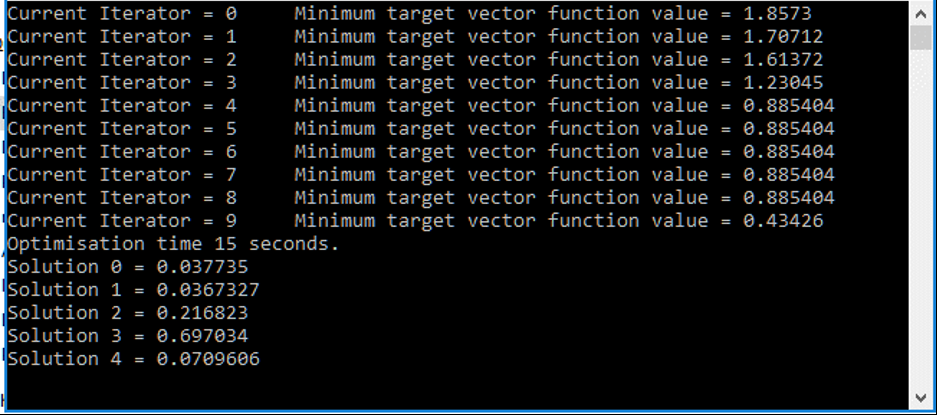 Current Iterator = 0     Minimum target vector function value = 1.8573
Current Iterator = 1     Minimum target vector function value = 1.70712
Current Iterator = 2     Minimum target vector function value = 1.61372
Current Iterator = 3     Minimum target vector function value = 1.23045
Current Iterator = 4     Minimum target vector function value = 0.885404
Current Iterator = 5     Minimum target vector function value = 0.885404
Current Iterator = 6     Minimum target vector function value = 0.885404
Current Iterator = 7     Minimum target vector function value = 0.885404
Current Iterator = 8     Minimum target vector function value = 0.885404
Current Iterator = 9     Minimum target vector function value = 0.43426
Optimisation time 15 seconds.
Solution 0 = 0.037735
Solution 1 = 0.0367327
Solution 2 = 0.216823
Solution 3 = 0.697034
Solution 4 = 0.0709606